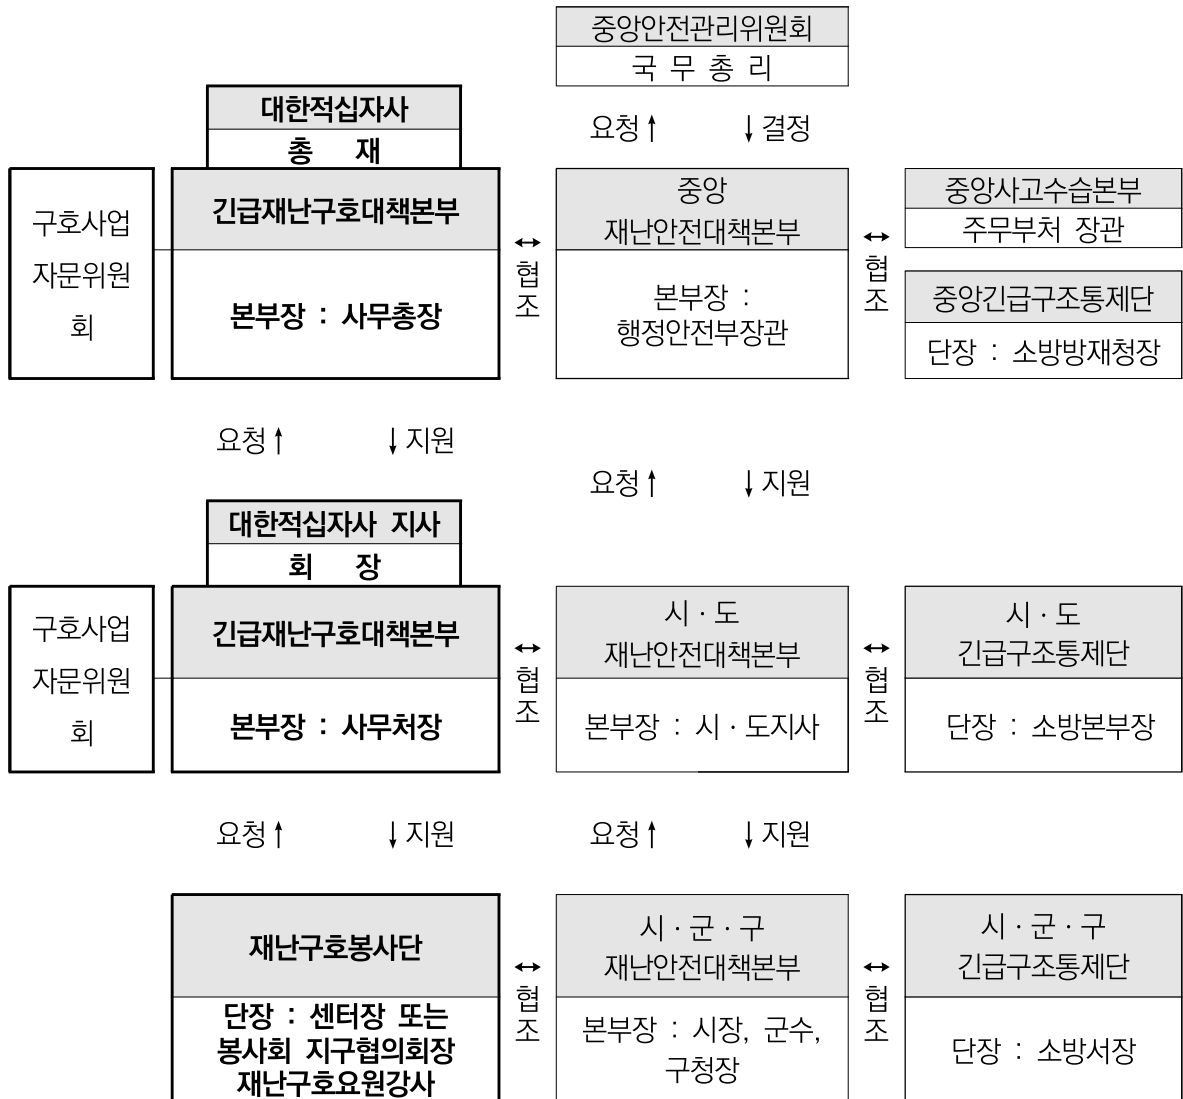 중앙안전관리위원회
국 무 총 리
요청↑ ↓결정
대한적십자사
총 재
구호사업
자문위원
회
긴급재난구호대책본부
본부장 : 사무총장
↔
협
조
중앙
재난안전대책본부
본부장 :
행정안전부장관
↔
협
조
중앙사고수습본부
주무부처 장관
중앙긴급구조통제단
단장 : 소방방재청장
요청↑ ↓지원
요청↑ ↓지원
대한적십자사 지사
회 장
구호사업
자문위원
회
긴급재난구호대책본부
본부장 : 사무처장
↔
협
조
시 · 도
재난안전대책본부
본부장 : 시 · 도지사
↔
협
조
시 · 도
긴급구조통제단
단장 : 소방본부장
요청↑ ↓지원
요청↑ ↓지원
재난구호봉사단
단장 : 센터장 또는
봉사회 지구협의회장
재난구호요원강사
↔
협
조
시 · 군 · 구
재난안전대책본부
본부장 : 시장, 군수,
구청장
↔
협
조
시 · 군 · 구
긴급구조통제단
단장 : 소방서장